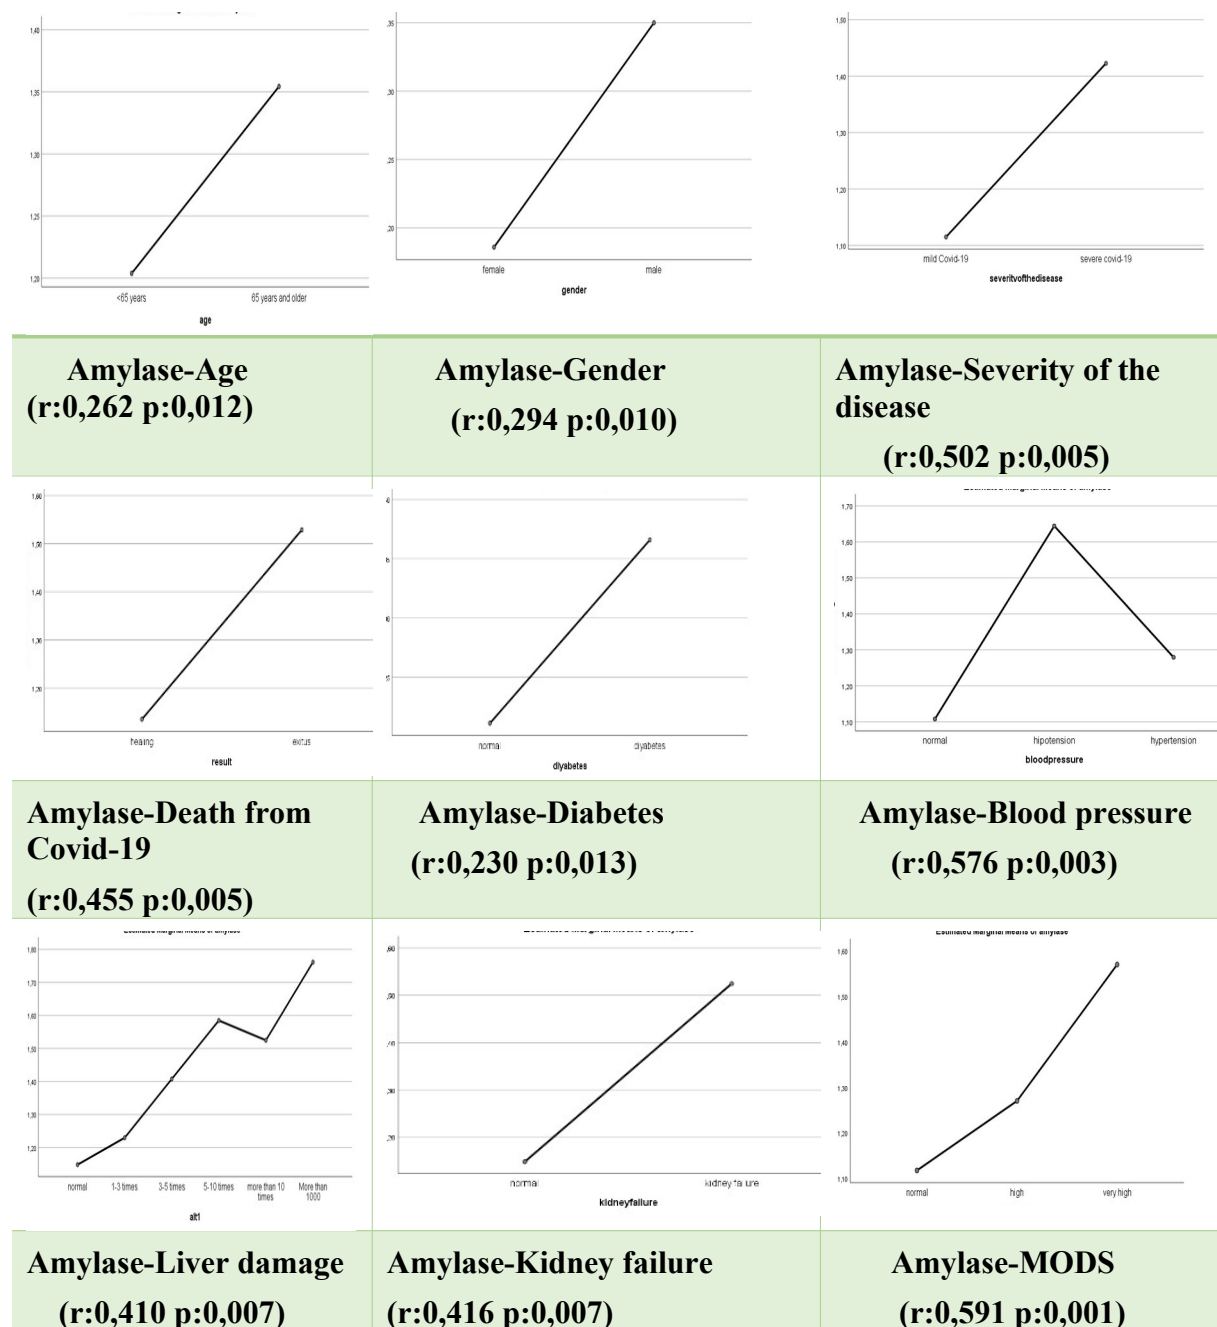 1,40
1,35
1,30
1,25
1,20
<65 years
65 years and older
age
,35
,30
,25
,20
female
male
gender
1,50
1,40
1,30
1,20
1,10
mild Covid-19
severe covid-19
severityofthedisease
Amylase-Age
(r:0,262 p:0,012)
Amylase-Gender
(r:0,294 p:0,010)
Amylase-Severity of the
disease
(r:0,502 p:0,005)
1,60
1,50
1,40
1,30
1,20
healing
exitus
result
normal
diyabetes
diyabetes
Estimated Marginal Means of amylase
1,70
1,60
1,50
1,40
1,30
1,20
1,10
normal
hipotension
hypertension
bloodpressure
Amylase-Death from
Covid-19
(r:0,455 p:0,005)
Amylase-Diabetes
(r:0,230 p:0,013)
Amylase-Blood pressure
(r:0,576 p:0,003)
Estimated Marginal Means of amylase
1,80
1,70
1,60
1,50
1,40
1,30
1,20
normal
1-3 times
3-5 times
5-10 times
more than 10
times
More than
1000
alt1
Estimated Marginal Means of amylase
,60
,50
,40
,30
,20
normal
kidney failure
kidneyfailure
Estimated Marginal Means of amylase
1,60
1,50
1,40
1,30
1,20
1,10
normal
high
very high
Amylase-Liver damage
(r:0,410 p:0,007)
Amylase-Kidney failure
(r:0,416 p:0,007)
Amylase-MODS
(r:0,591 p:0,001)